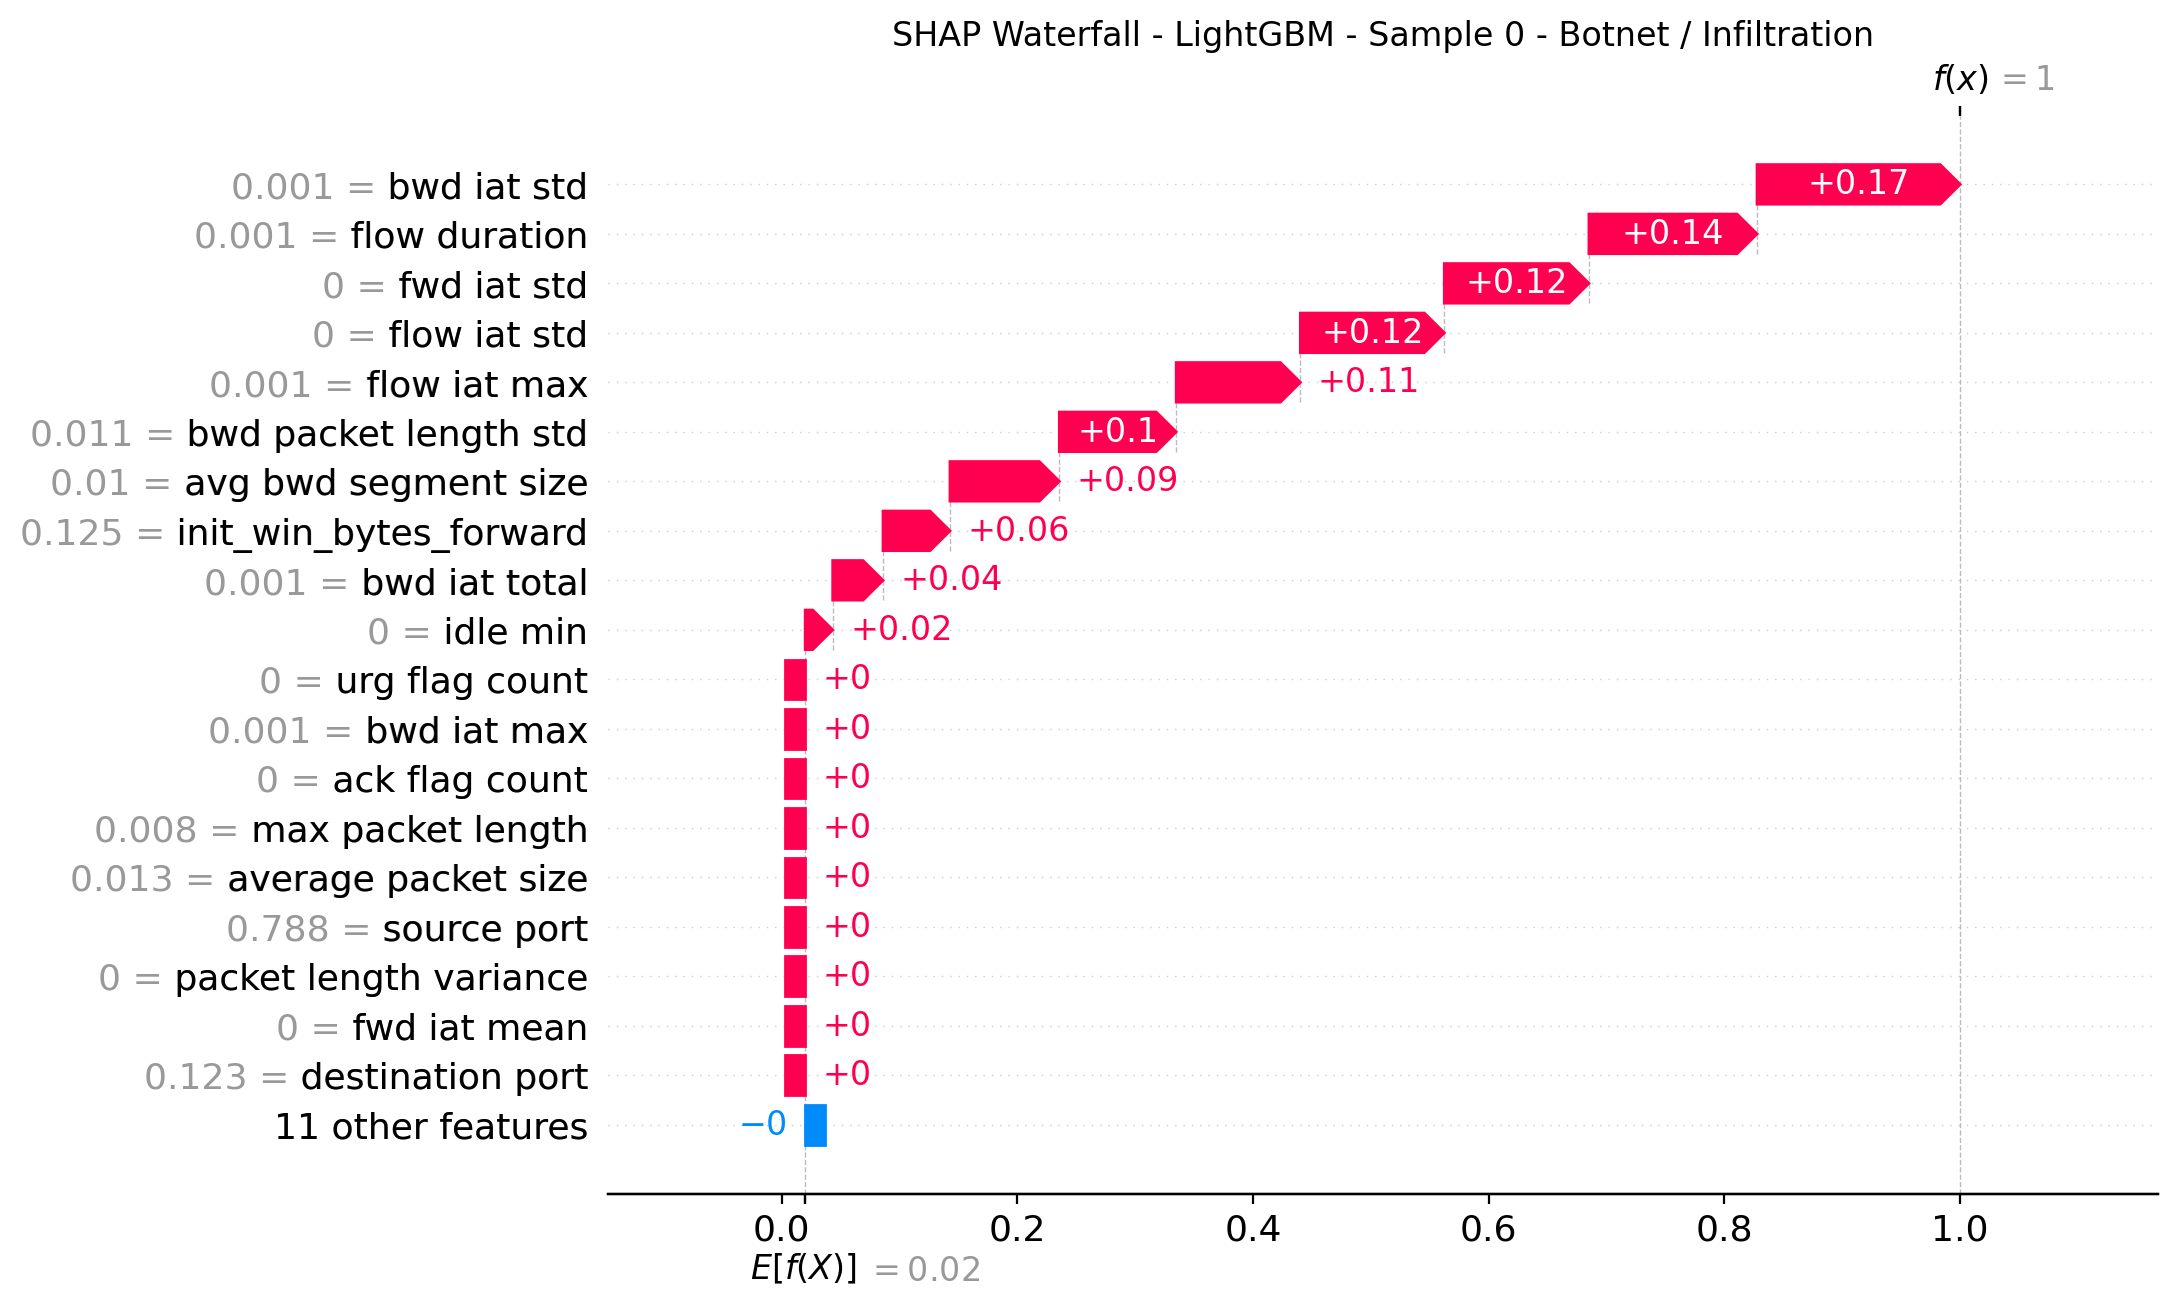 SHAP Waterfall - LightGBM - Sample 0 - Botnet / Infiltration
f(x) = 1
0.001 = bwd iat std +0.17
0.001 = flow duration +0.14
0 = fwd iat std +0.12
0 = flow iat std +0.12
0.001 = flow iat max +0.11
0.011 = bwd packet length std +0.1
0.01 = avg bwd segment size +0.09
0.125 = init_win_bytes_forward +0.06
0.001 = bwd iat total +0.04
0 = idle min +0.02
0 = urg flag count +0
0.001 = bwd iat max +0
0 = ack flag count +0
0.008 = max packet length +0
0.013 = average packet size +0
0.788 = source port +0
0 = packet length variance +0
0 = fwd iat mean +0
0.123 = destination port +0
11 other features −0
0.0 0.2 0.4 0.6 0.8 1.0
E[f(X)] = 0.02